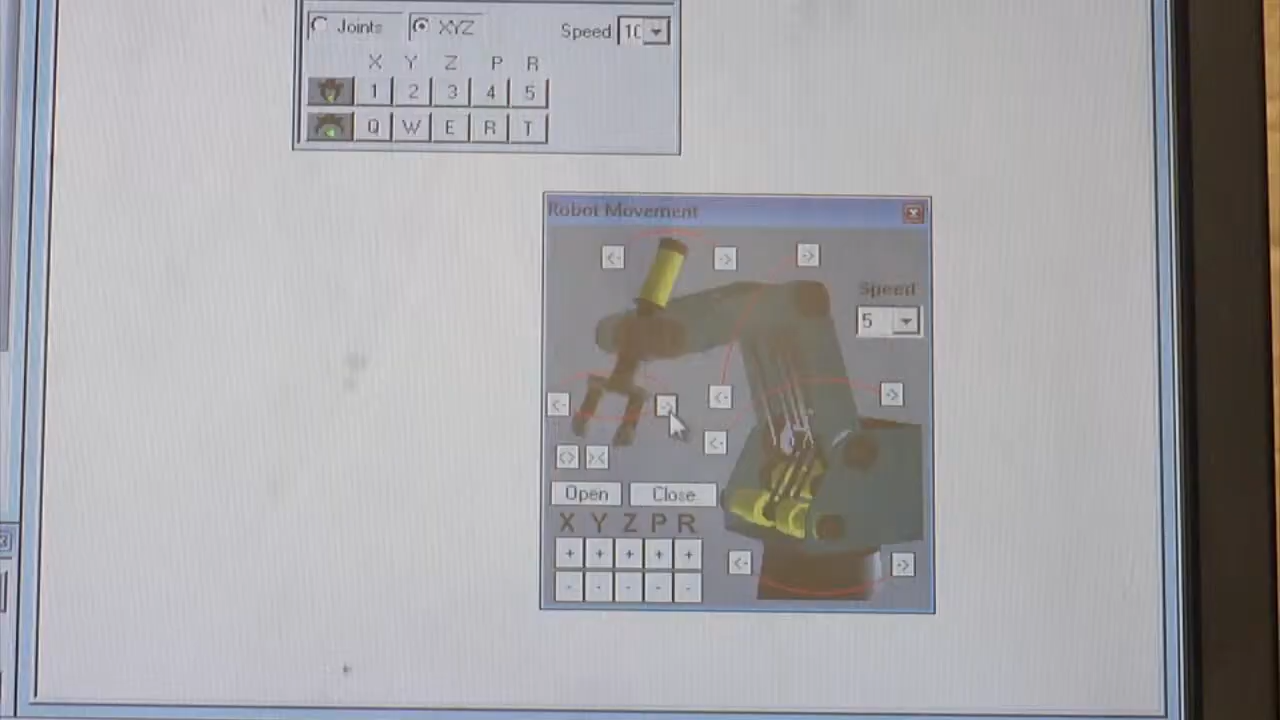 Joints XYZ Speed 10
X Y Z P R
1 2 3 4 5
Q W E R T
Robot Movement
<- -> ->
Speed
5
<- -> <- ->
<-
<> ><
Open Close
X Y Z P R
+ + + + +
- - - - -
<- ->